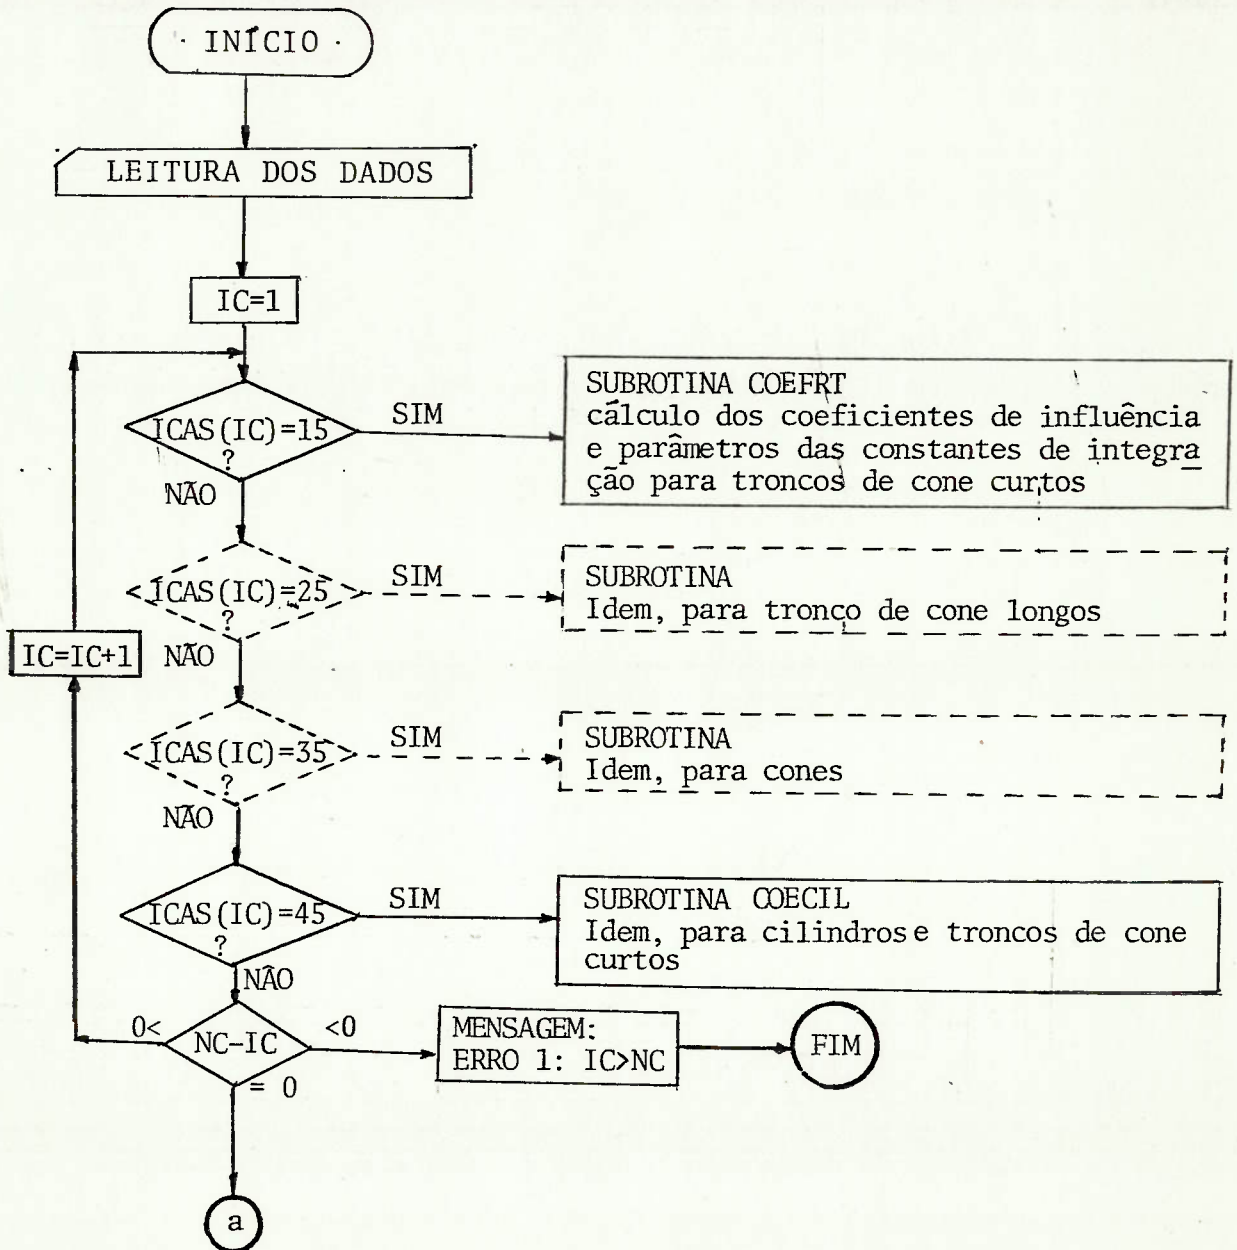 INÍCIO
LEITURA DOS DADOS
IC=1
ICAS(IC)=15
?
SIM
NÃO
SUBROTINA COEFRT
cálculo dos coeficientes de influência
e parâmetros das constantes de integra
ção para troncos de cone curtos
ICAS(IC)=25
?
SIM
NÃO
SUBROTINA
Idem, para tronco de cone longos
IC=IC+1
ICAS(IC)=35
?
SIM
NÃO
SUBROTINA
Idem, para cones
ICAS(IC)=45
?
SIM
NÃO
SUBROTINA COECIL
Idem, para cilindros e troncos de cone
curtos
0<
NC-IC
<0
= 0
MENSAGEM:
ERRO 1: IC>NC
FIM
a